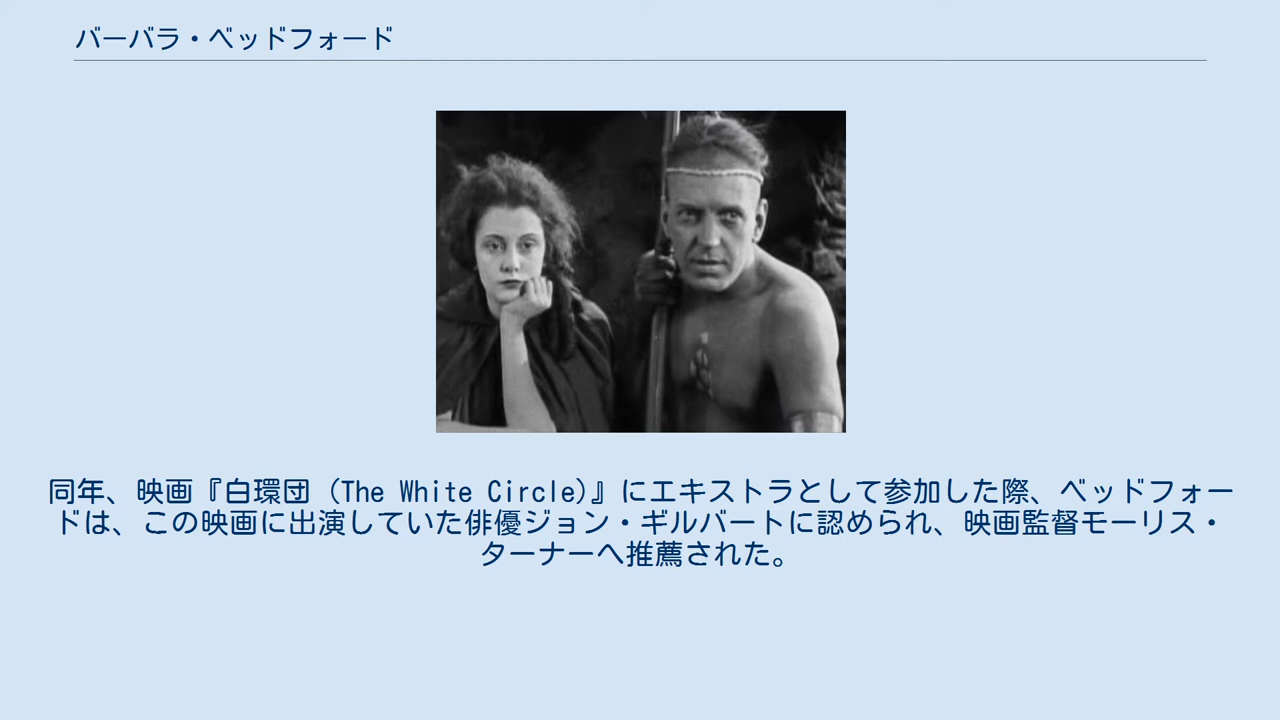 バーバラ・ベッドフォード
同年、映画『白環団 (The White Circle)』にエキストラとして参加した際、ベッドフォー
ドは、この映画に出演していた俳優ジョン・ギルバートに認められ、映画監督モーリス・
ターナーへ推薦された。